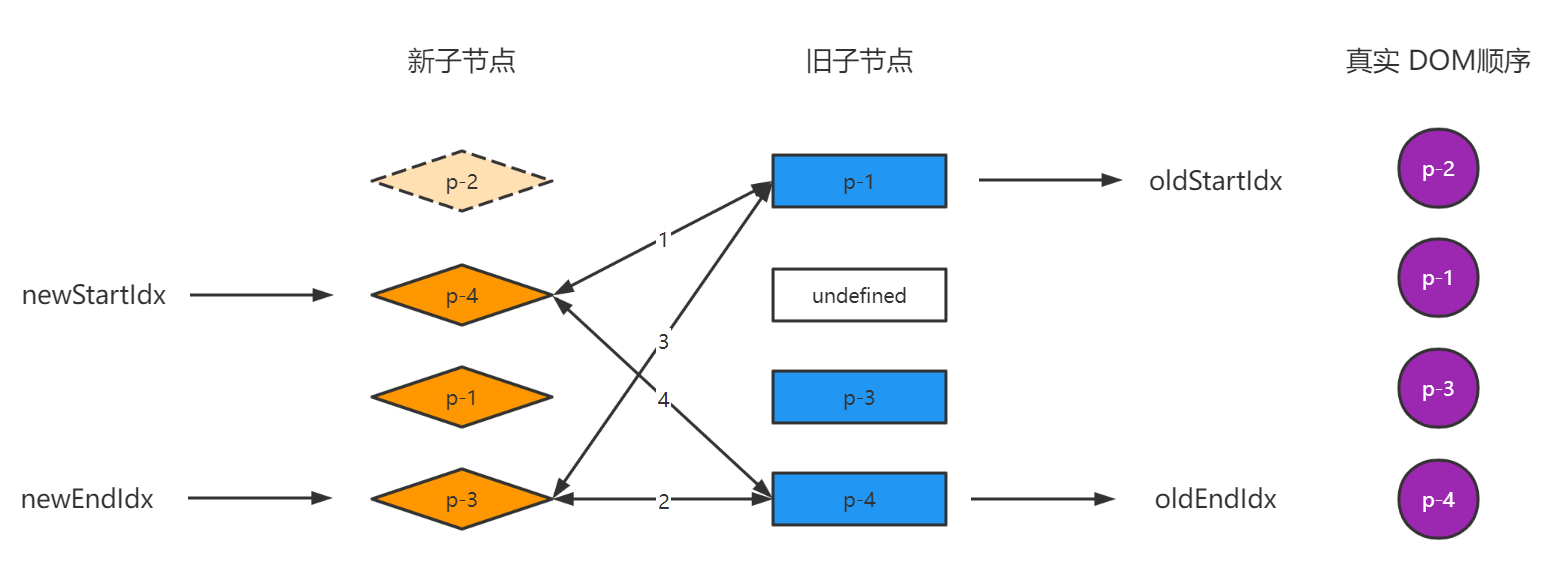 新子节点
旧子节点
真实 DOM顺序
p-2
p-1
oldStartIdx
p-2
1
newStartIdx
p-4
undefined
p-1
3
4
p-1
p-3
p-3
newEndIdx
p-3
2
p-4
oldEndIdx
p-4